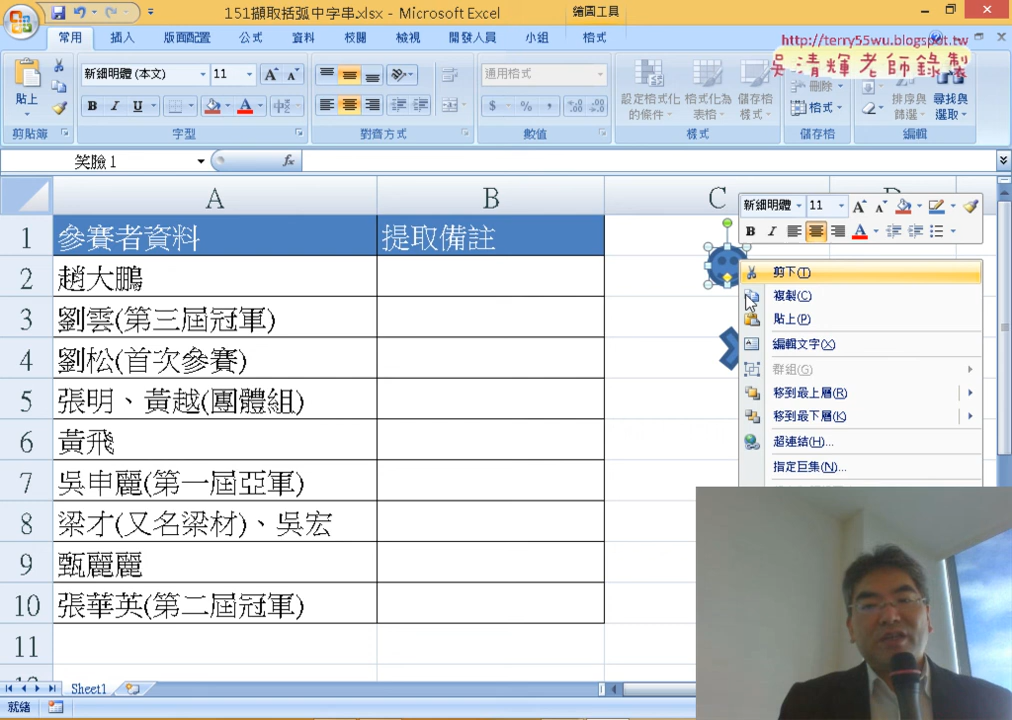 151擷取括弧中字串.xlsx - Microsoft Excel
繪圖工具
常用 插入 版面配置 公式 資料 校閱 檢視 開發人員 小組 格式
http://terry55wu.blogspot.tw
吳清輝老師錄製
貼上
新細明體 (本文) 11
通用格式
設定格式化的條件 格式化為表格 儲存格樣式
刪除
格式
排序與篩選 尋找與選取
剪貼簿 字型 對齊方式 數值 樣式 儲存格 編輯
笑臉 1
fx
A B C D
新細明體 11
B I A
1 參賽者資料 提取備註
2 趙大鵬
3 劉雲(第三屆冠軍)
4 劉松(首次參賽)
5 張明、黃越(團體組)
6 黃飛
7 吳申麗(第一屆亞軍)
8 梁才(又名梁材)、吳宏
9 甄麗麗
10 張華英(第二屆冠軍)
11
剪下(T)
複製(C)
貼上(P)
編輯文字(X)
群組(G)
移到最上層(R)
移到最下層(K)
超連結(H)...
指定巨集(N)...
Sheet1
就緒